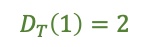 D_T(1) = 2